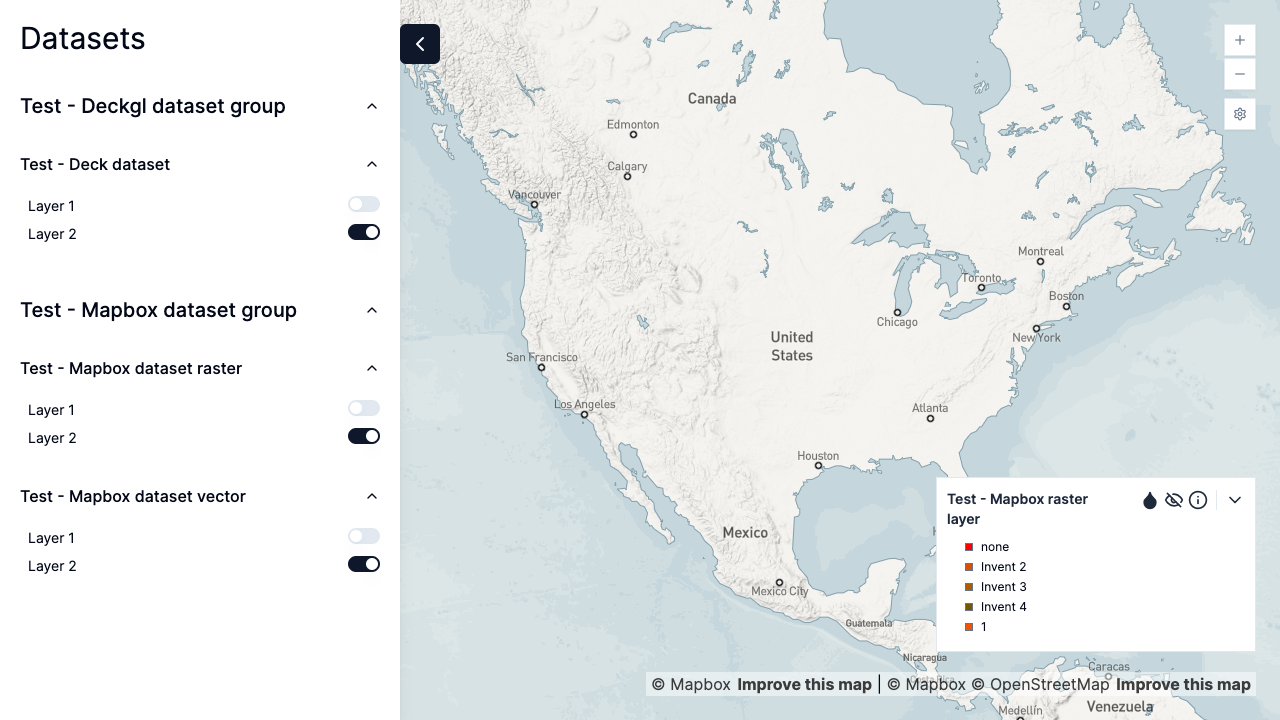 Datasets
Test - Deckgl dataset group
Test - Deck dataset
Layer 1
Layer 2
Test - Mapbox dataset group
Test - Mapbox dataset raster
Layer 1
Layer 2
Test - Mapbox dataset vector
Layer 1
Layer 2
Canada
Edmonton
Calgary
Vancouver
Montreal
Toronto
Boston
Chicago
New York
United
States
San Francisco
Los Angeles
Atlanta
Houston
Mexico
Mexico City
Guatemala
Nicaragua
Costa Rica
Caracas
Medellín
Venezuela
Test - Mapbox raster
layer
none
Invent 2
Invent 3
Invent 4
1
© Mapbox Improve this map | © Mapbox © OpenStreetMap Improve this map